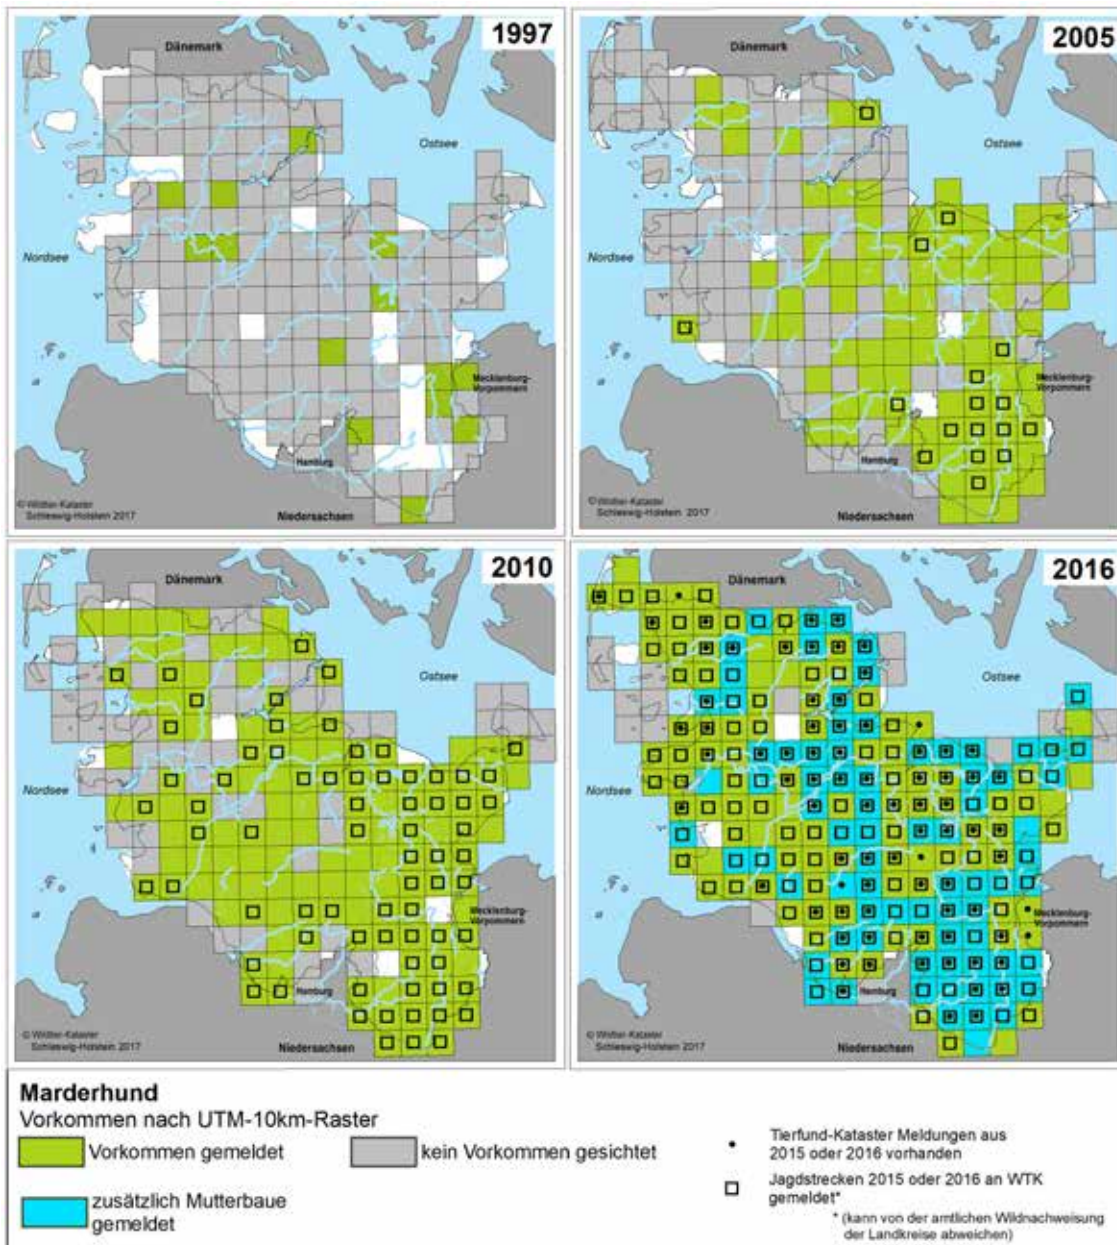 1997
Dänemark
Ostsee
Nordsee
Mecklenburg-
Vorpommern
Hamburg
© Wildtier-Kataster
Schleswig-Holstein 2017
Niedersachsen
2005
Dänemark
Ostsee
Nordsee
Mecklenburg-
Vorpommern
Hamburg
© Wildtier-Kataster
Schleswig-Holstein 2017
Niedersachsen
2010
Dänemark
Ostsee
Nordsee
Mecklenburg-
Vorpommern
Hamburg
© Wildtier-Kataster
Schleswig-Holstein 2017
Niedersachsen
2016
Dänemark
Ostsee
Nordsee
Mecklenburg-
Vorpommern
Hamburg
© Wildtier-Kataster
Schleswig-Holstein 2017
Niedersachsen
Marderhund
Vorkommen nach UTM-10km-Raster
Vorkommen gemeldet
kein Vorkommen gesichtet
zusätzlich Mutterbaue
gemeldet
Tierfund-Kataster Meldungen aus
2015 oder 2016 vorhanden
Jagdstrecken 2015 oder 2016 an WTK
gemeldet*
* (kann von der amtlichen Wildnachweisung
der Landkreise abweichen)